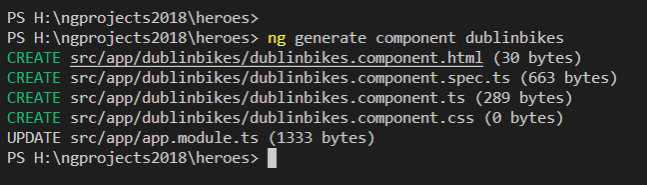 PS H:\ngprojects2018\heroes>
PS H:\ngprojects2018\heroes> ng generate component dublinbikes
CREATE src/app/dublinbikes/dublinbikes.component.html (30 bytes)
CREATE src/app/dublinbikes/dublinbikes.component.spec.ts (663 bytes)
CREATE src/app/dublinbikes/dublinbikes.component.ts (289 bytes)
CREATE src/app/dublinbikes/dublinbikes.component.css (0 bytes)
UPDATE src/app/app.module.ts (1333 bytes)
PS H:\ngprojects2018\heroes>